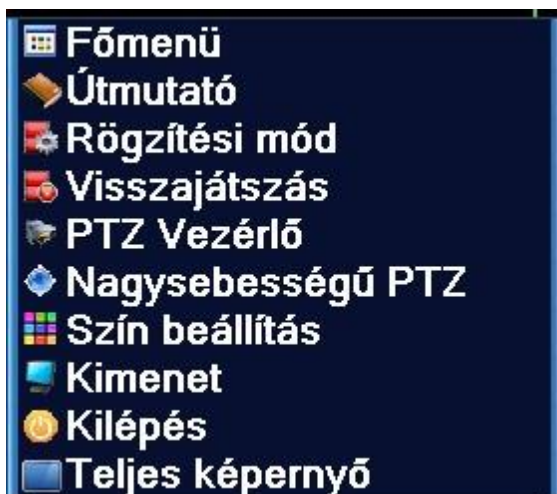 Főmenü
Útmutató
Rögzítési mód
Visszajátszás
PTZ Vezérlő
Nagysebességű PTZ
Szín beállítás
Kimenet
Kilépés
Teljes képernyő